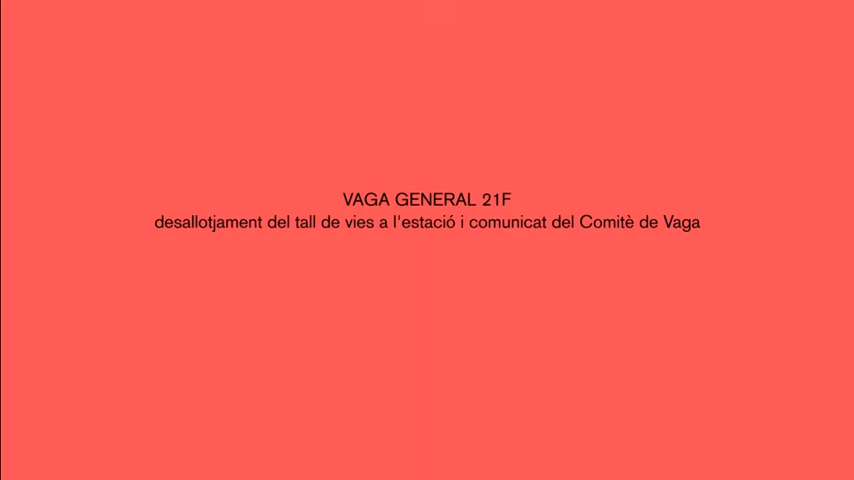 VAGA GENERAL 21F
desallotjament del tall de vies a l'estació i comunicat del Comitè de Vaga